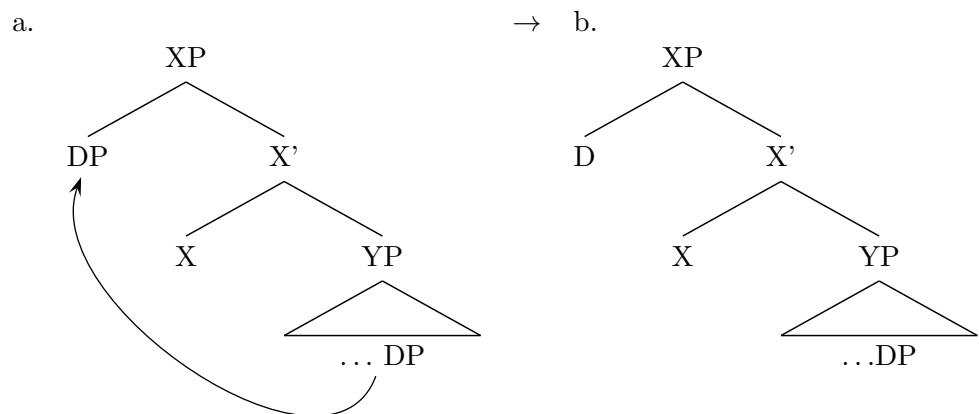 a. → b.
XP XP
DP X' D X'
X YP X YP
... DP ...DP